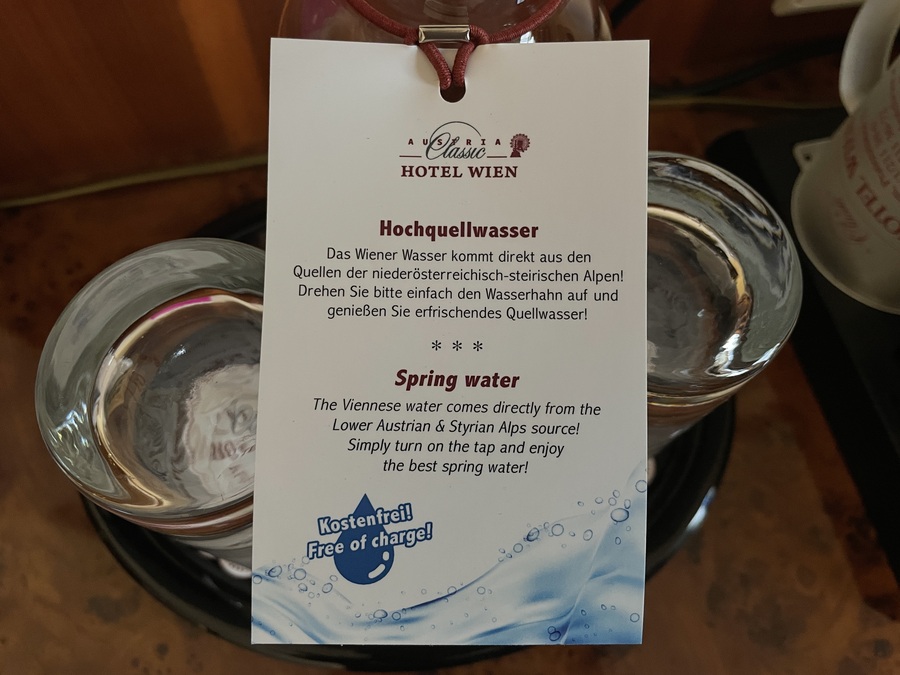 AUSTRIA
Classic
HOTEL WIEN
Hochquellwasser
Das Wiener Wasser kommt direkt aus den
Quellen der niederösterreichisch-steirischen Alpen!
Drehen Sie bitte einfach den Wasserhahn auf und
genießen Sie erfrischendes Quellwasser!
* * *
Spring water
The Viennese water comes directly from the
Lower Austrian & Styrian Alps source!
Simply turn on the tap and enjoy
the best spring water!
Kostenfrei!
Free of charge!